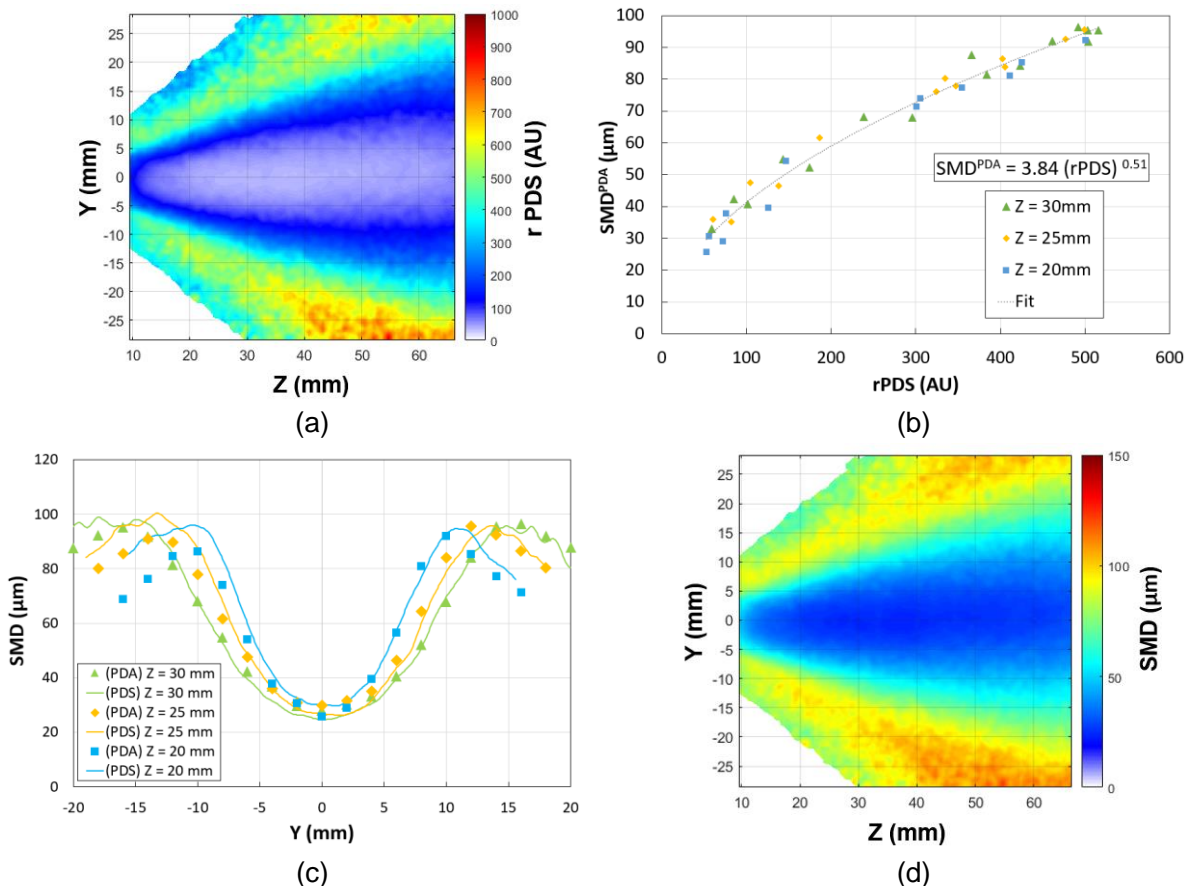 25
20
15
10
5
0
-5
-10
-15
-20
-25
Y (mm)
10 20 30 40 50 60
Z (mm)
1000
900
800
700
600
500
400
300
200
100
0
r PDS (AU)
(a)
100
90
80
70
60
50
40
30
20
10
0
SMD^PDA (µm)
SMD^PDA = 3.84 (rPDS) ^0.51
Z = 30mm
Z = 25mm
Z = 20mm
Fit
0 100 200 300 400 500 600
rPDS (AU)
(b)
120
100
80
60
40
20
0
SMD (µm)
(PDA) Z = 30 mm
(PDS) Z = 30 mm
(PDA) Z = 25 mm
(PDS) Z = 25 mm
(PDA) Z = 20 mm
(PDS) Z = 20 mm
-20 -15 -10 -5 0 5 10 15 20
Y (mm)
(c)
25
20
15
10
5
0
-5
-10
-15
-20
-25
Y (mm)
10 20 30 40 50 60
Z (mm)
150
100
50
0
SMD (µm)
(d)